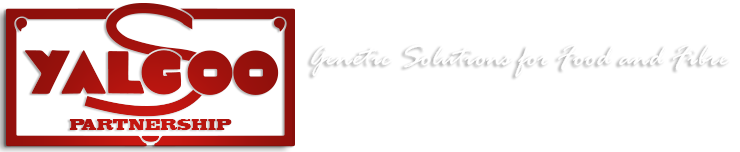 YALGOO
PARTNERSHIP
Genetic Solutions for Food and Fibre